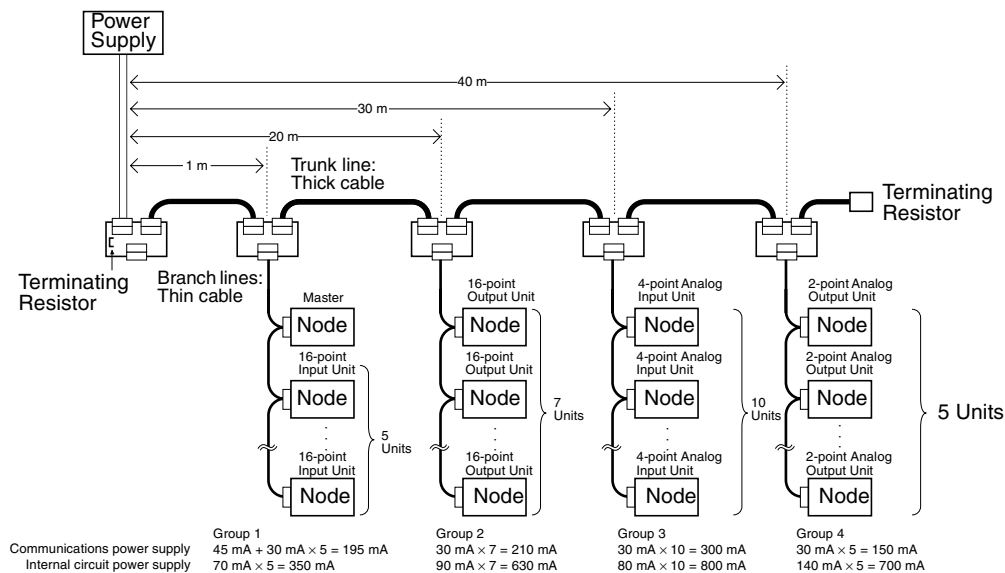 Power
Supply
40 m
30 m
20 m
1 m
Trunk line:
Thick cable
Terminating
Resistor
Terminating
Resistor
Branch lines:
Thin cable
Master
Node
16-point
Input Unit
Node
16-point
Input Unit
Node
5
Units
16-point
Output Unit
Node
16-point
Output Unit
Node
16-point
Output Unit
Node
7
Units
4-point Analog
Input Unit
Node
4-point Analog
Input Unit
Node
4-point Analog
Input Unit
Node
10
Units
2-point Analog
Output Unit
Node
2-point Analog
Output Unit
Node
2-point Analog
Output Unit
Node
5 Units
Group 1 Group 2 Group 3 Group 4
Communications power supply 45 mA + 30 mA × 5 = 195 mA 30 mA × 7 = 210 mA 30 mA × 10 = 300 mA 30 mA × 5 = 150 mA
Internal circuit power supply 70 mA × 5 = 350 mA 90 mA × 7 = 630 mA 80 mA × 10 = 800 mA 140 mA × 5 = 700 mA